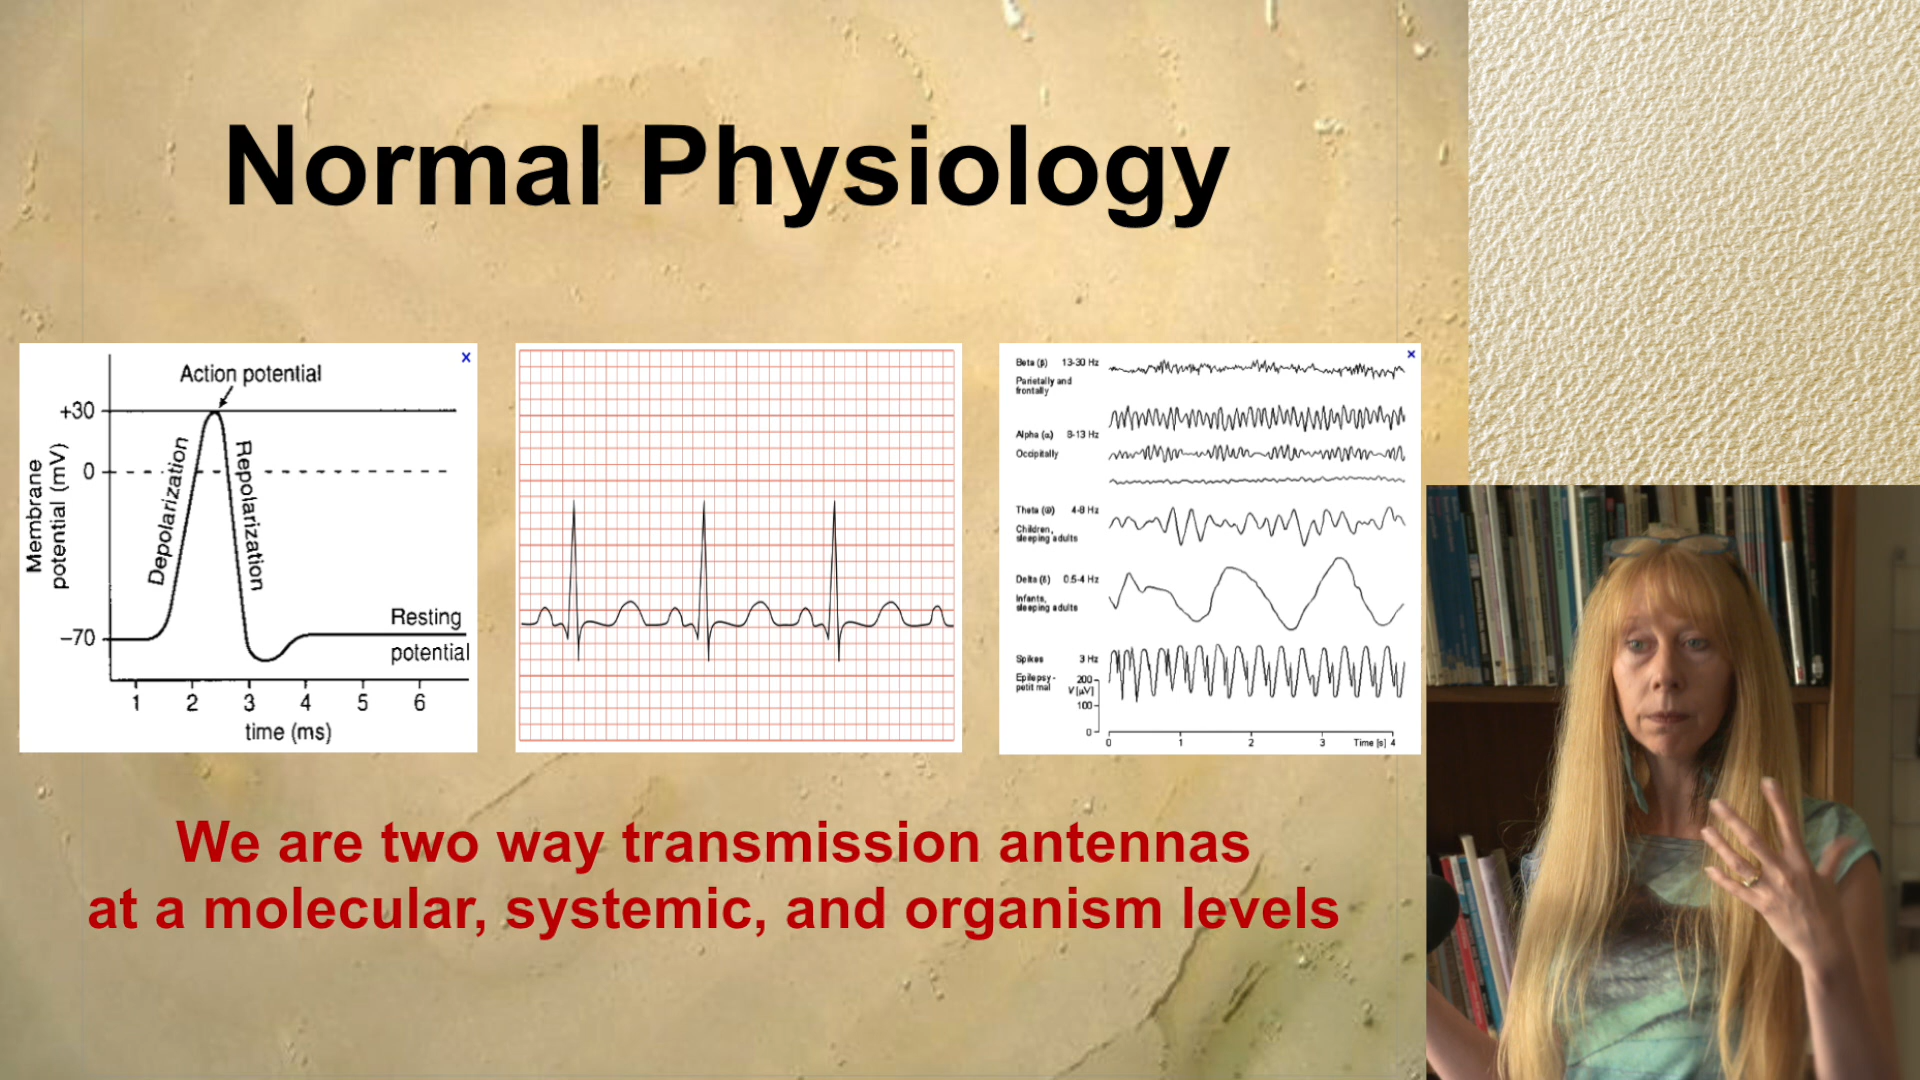 Normal Physiology
x
Action potential
+30
0
−70
Membrane
potential (mV)
Depolarization
Repolarization
Resting
potential
1 2 3 4 5 6
time (ms)
x
Beta (β) 13-30 Hz
Parietally and
frontally
Alpha (α) 8-13 Hz
Occipitally
Theta (Θ) 4-8 Hz
Children,
sleeping adults
Delta (δ) 0.5-4 Hz
Infants,
sleeping adults
Spikes 3 Hz
Epilepsy-
petit mal
200
V [µV]
100
0
0 1 2 3 Time [s] 4
We are two way transmission antennas
at a molecular, systemic, and organism levels